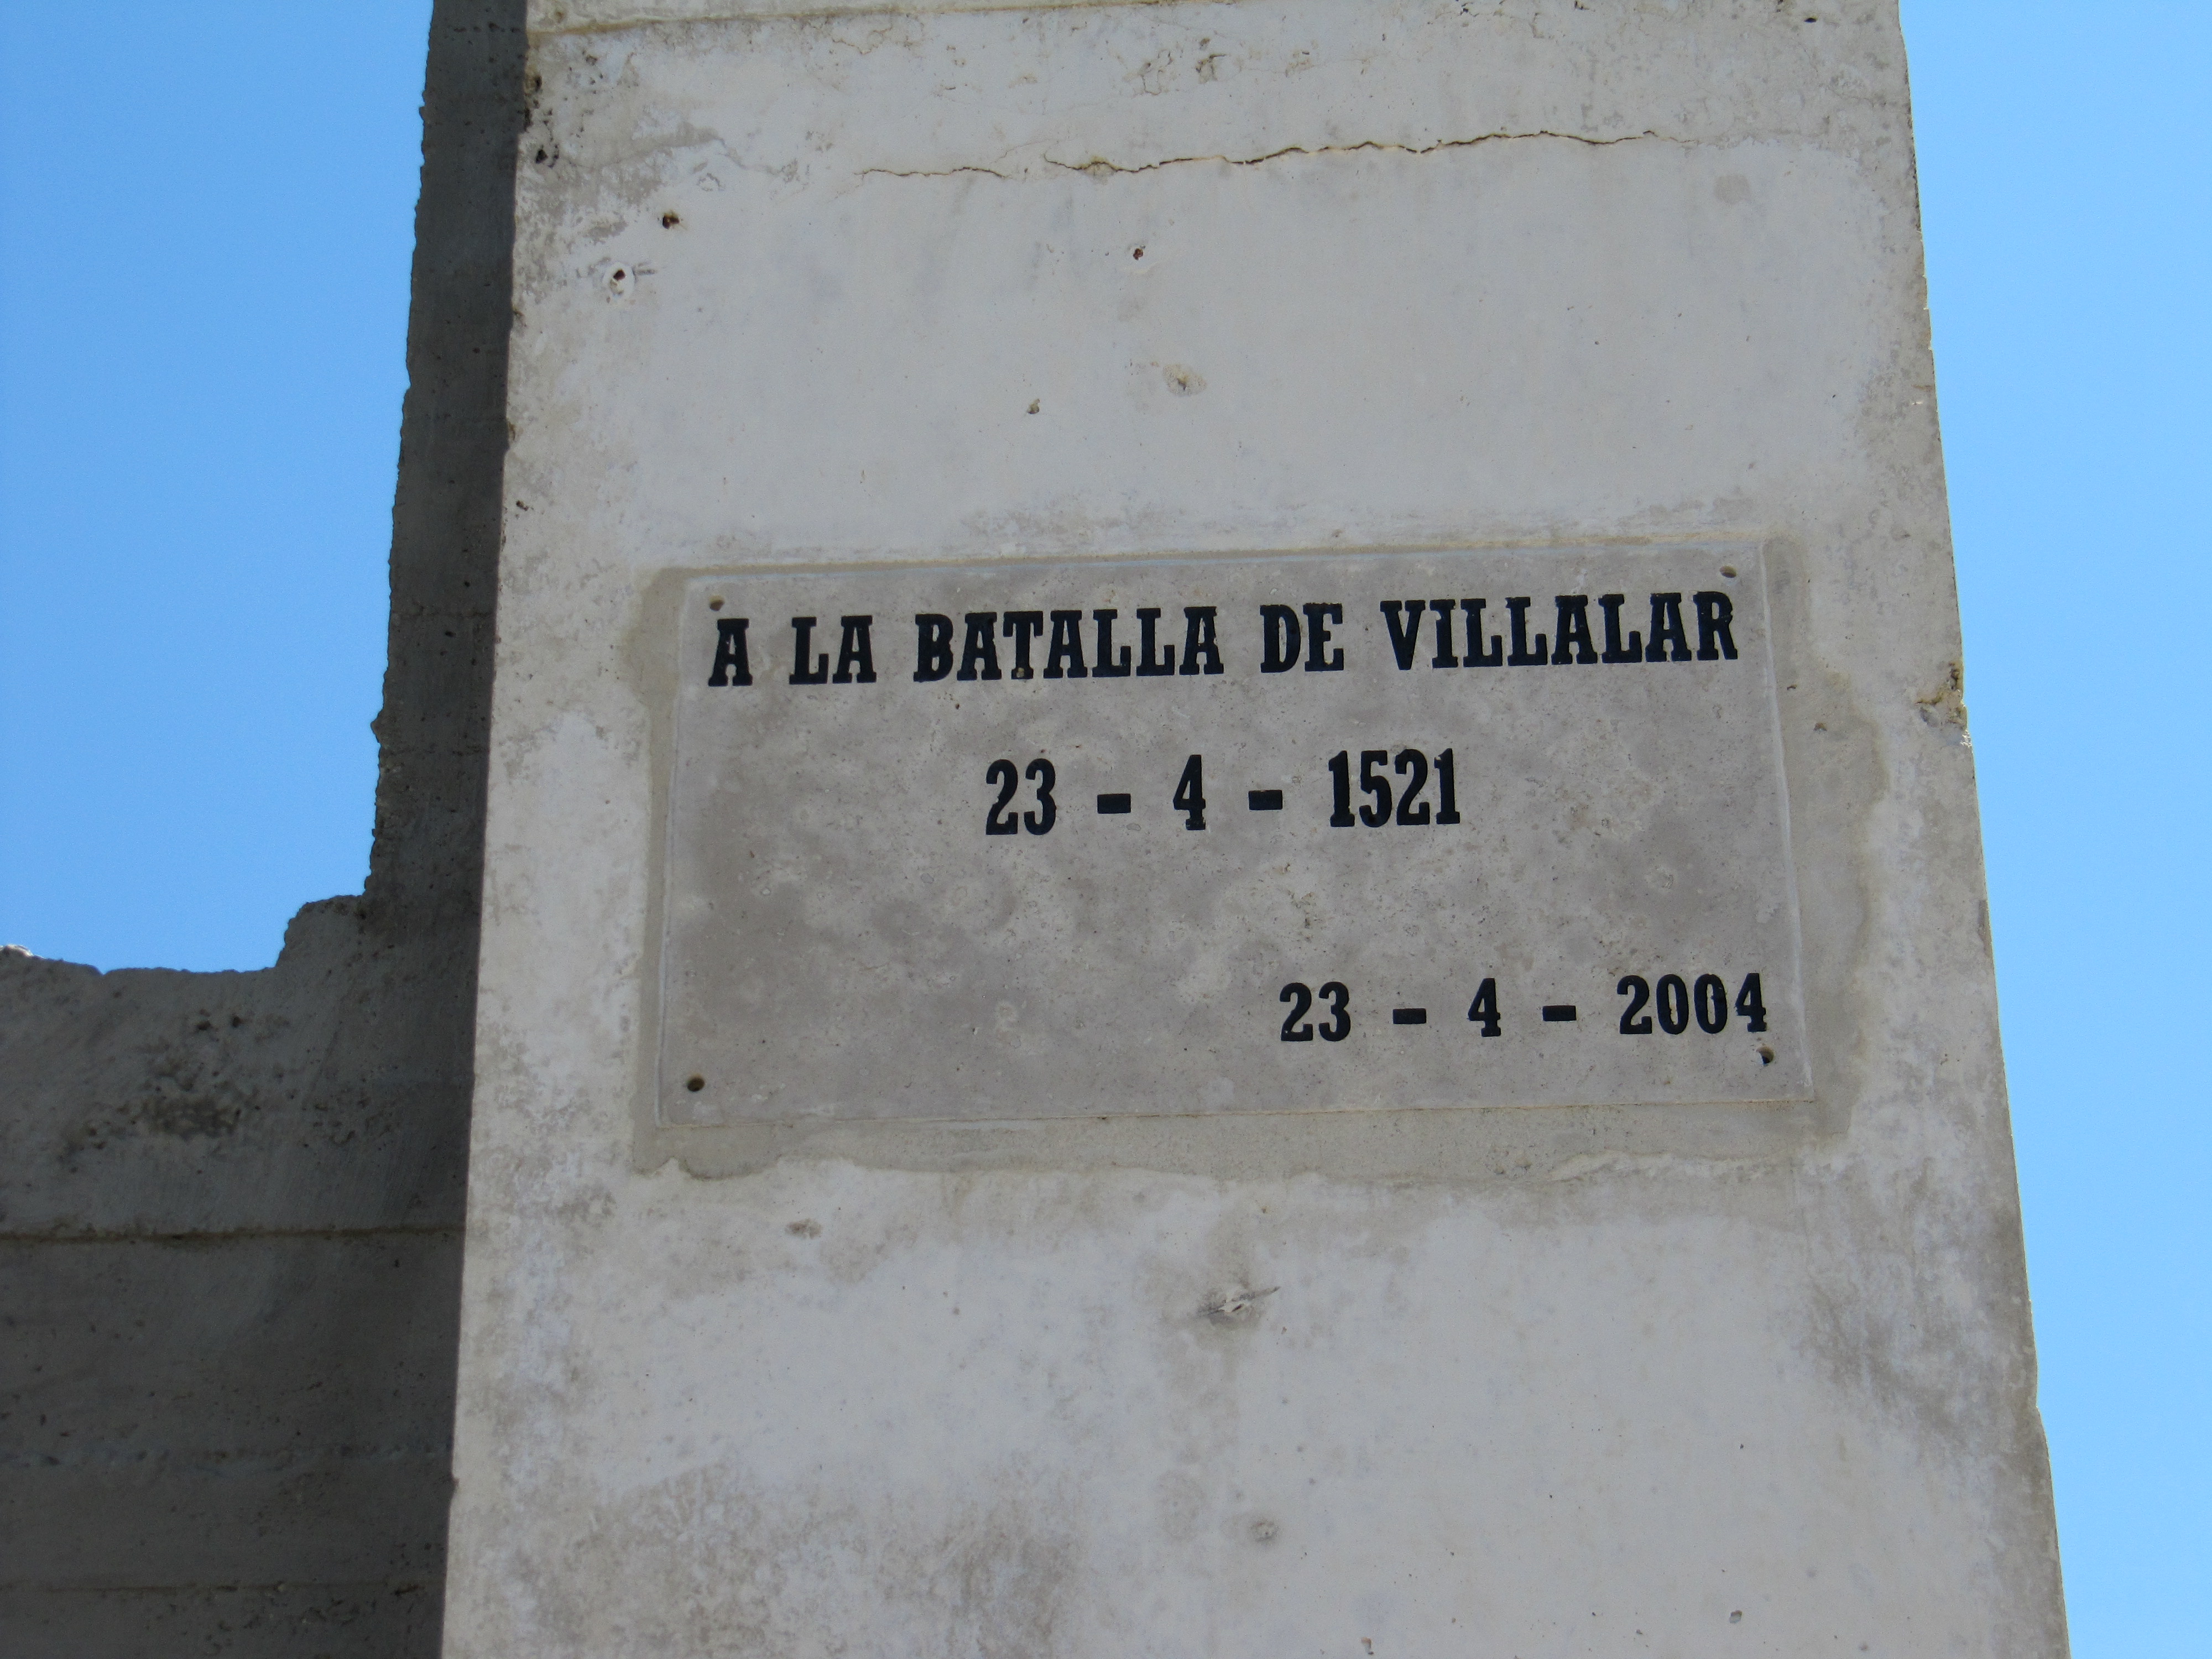 A LA BATALLA DE VILLALAR
23 - 4 - 1521
23 - 4 - 2004